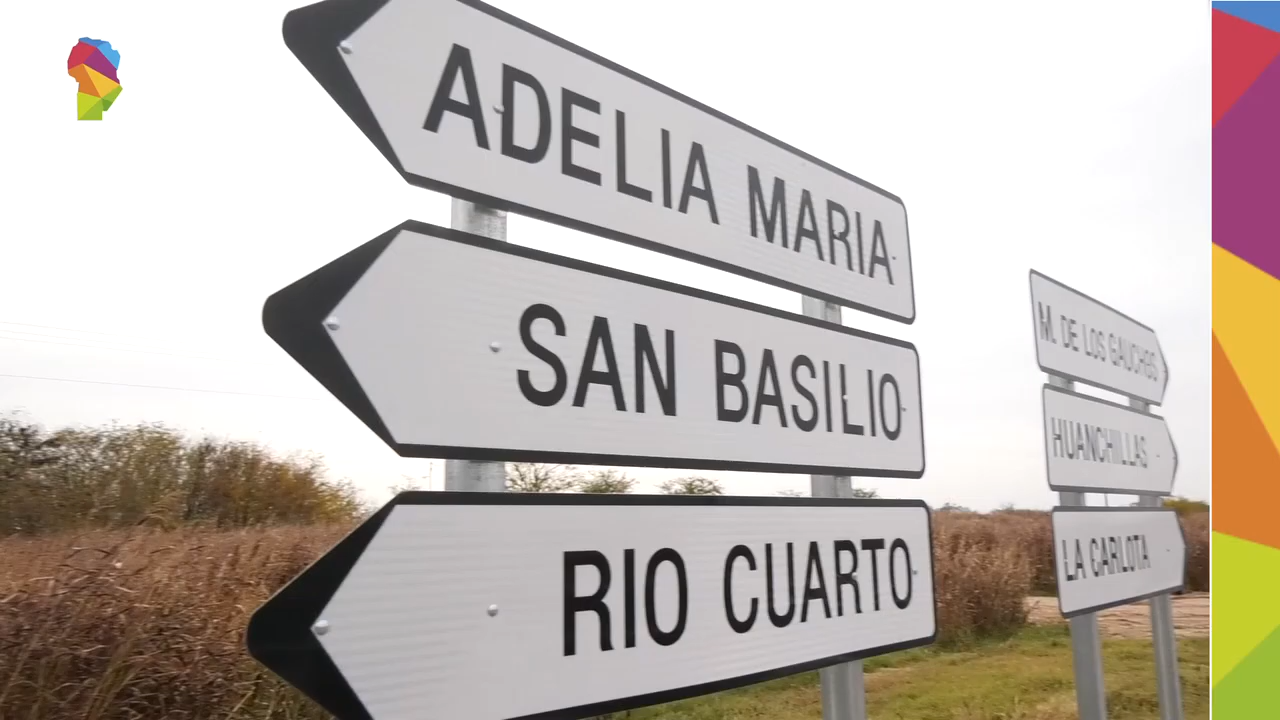 ADELIA MARIA
SAN BASILIO
RIO CUARTO
M. DE LOS GAUCHOS
HUANCHILLAS
LA CARLOTA